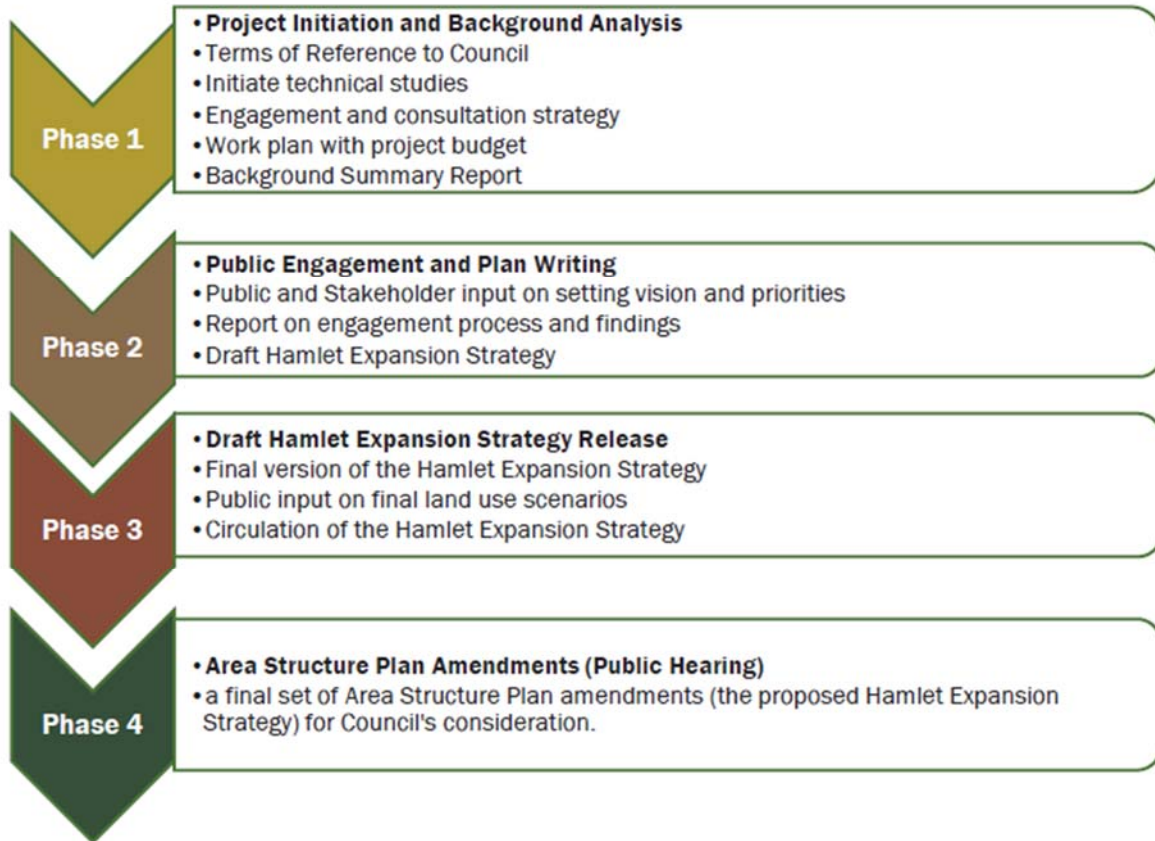 Phase 1
• Project Initiation and Background Analysis
• Terms of Reference to Council
• Initiate technical studies
• Engagement and consultation strategy
• Work plan with project budget
• Background Summary Report
Phase 2
• Public Engagement and Plan Writing
• Public and Stakeholder input on setting vision and priorities
• Report on engagement process and findings
• Draft Hamlet Expansion Strategy
Phase 3
• Draft Hamlet Expansion Strategy Release
• Final version of the Hamlet Expansion Strategy
• Public input on final land use scenarios
• Circulation of the Hamlet Expansion Strategy
Phase 4
• Area Structure Plan Amendments (Public Hearing)
• a final set of Area Structure Plan amendments (the proposed Hamlet Expansion
Strategy) for Council's consideration.